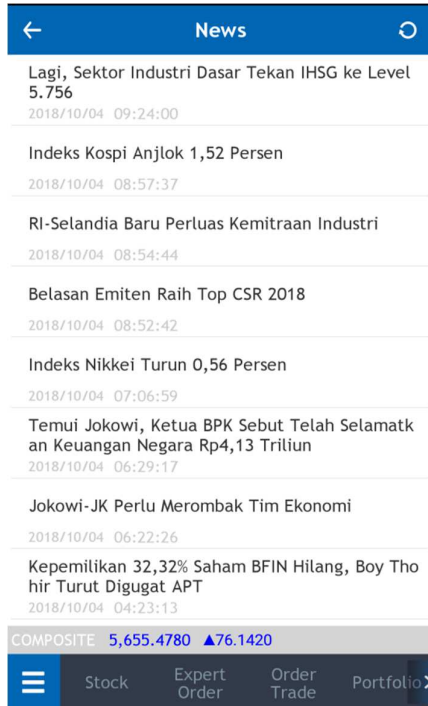 News
Lagi, Sektor Industri Dasar Tekan IHSG ke Level
5.756
2018/10/04 09:24:00
Indeks Kospi Anjlok 1,52 Persen
2018/10/04 08:57:37
RI-Selandia Baru Perluas Kemitraan Industri
2018/10/04 08:54:44
Belasan Emiten Raih Top CSR 2018
2018/10/04 08:52:42
Indeks Nikkei Turun 0,56 Persen
2018/10/04 07:06:59
Temui Jokowi, Ketua BPK Sebut Telah Selamatk
an Keuangan Negara Rp4,13 Triliun
2018/10/04 06:29:17
Jokowi-JK Perlu Merombak Tim Ekonomi
2018/10/04 06:22:26
Kepemilikan 32,32% Saham BFIN Hilang, Boy Tho
hir Turut Digugat APT
2018/10/04 04:23:13
COMPOSITE 5,655.4780 ▲76.1420
Stock Expert Order Portfolio
Order Trade